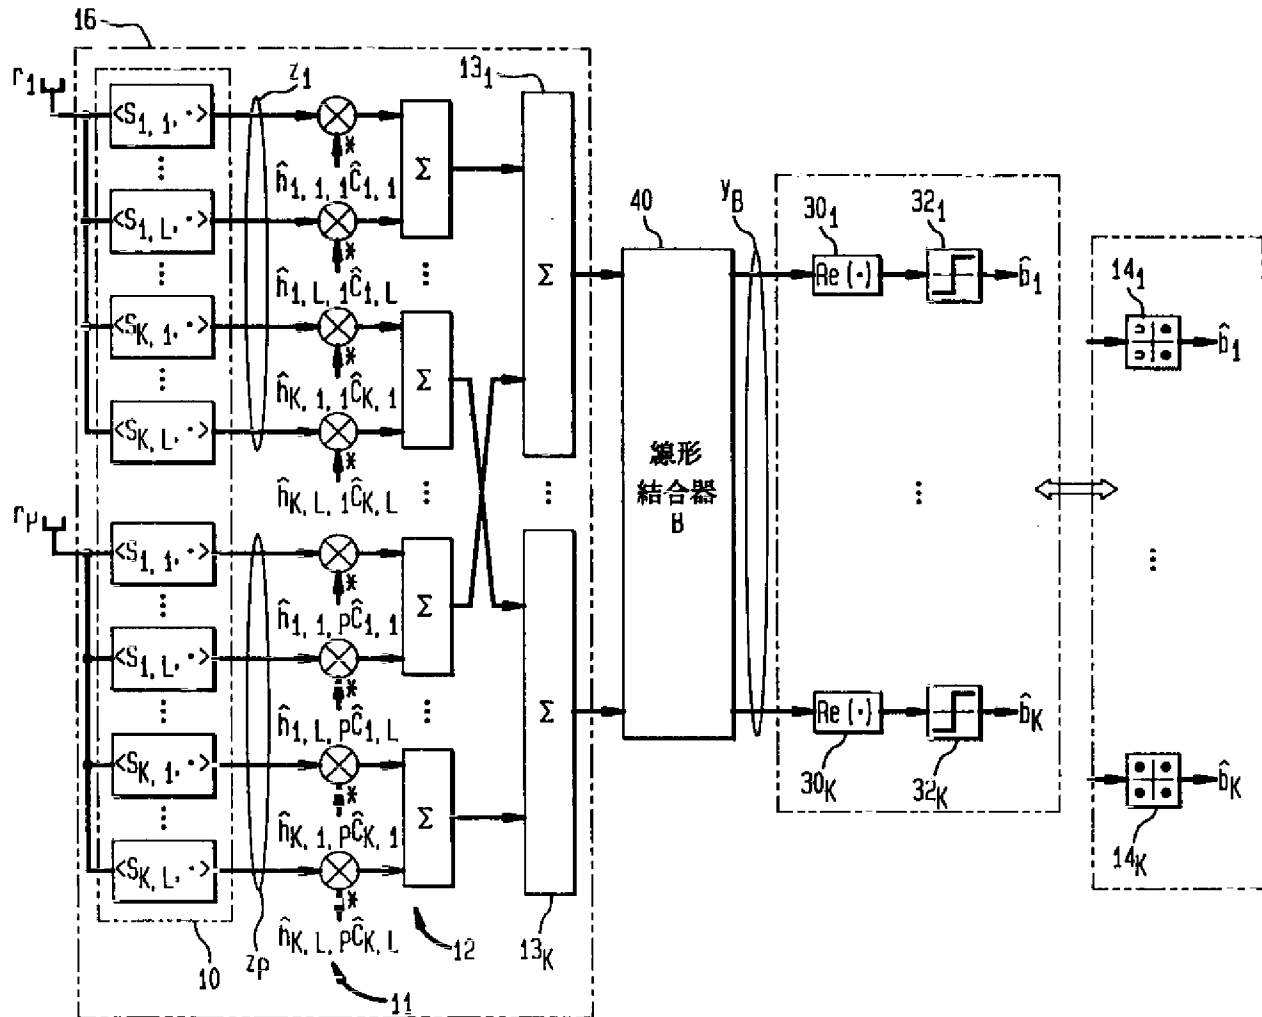 16
r1
<S1, 1, ·>
⋮
<S1, L, ·>
⋮
<SK, 1, ·>
⋮
<SK, L, ·>
z1
*
ĥ1, 1, 1ĉ1, 1
*
ĥ1, L, 1ĉ1, L
*
ĥK, 1, 1ĉK, 1
*
ĥK, L, 1ĉK, L
Σ
⋮
Σ
⋮
131
Σ
⋮
rP
<S1, 1, ·>
⋮
<S1, L, ·>
⋮
<SK, 1, ·>
⋮
<SK, L, ·>
10
zP
*
ĥ1, 1, Pĉ1, 1
*
ĥ1, L, Pĉ1, L
*
ĥK, 1, PĉK, 1
*
ĥK, L, PĉK, L
11
Σ
⋮
Σ
12
Σ
13K
40
線形
結合器
B
yB
301
Re(·)
321
b̂1
⋮
Re(·)
30K
32K
b̂K
141
b̂1
⋮
14K
b̂K